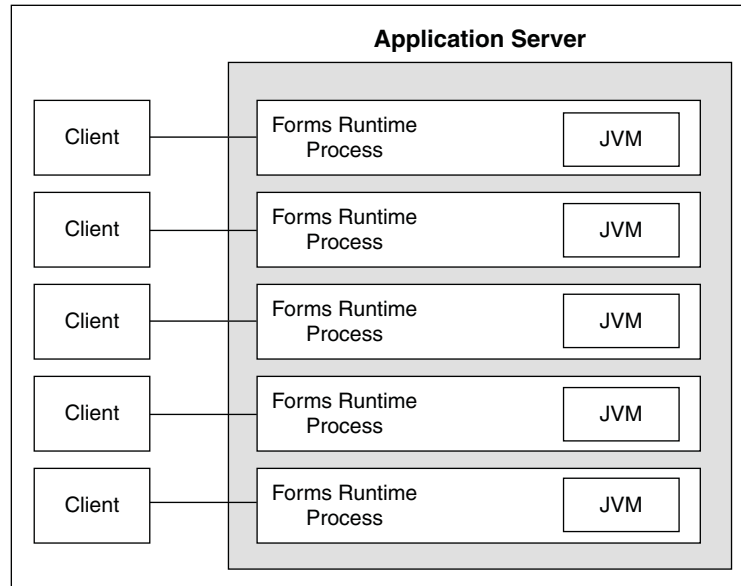 Application Server
Client
Forms Runtime
Process
JVM
Client
Forms Runtime
Process
JVM
Client
Forms Runtime
Process
JVM
Client
Forms Runtime
Process
JVM
Client
Forms Runtime
Process
JVM